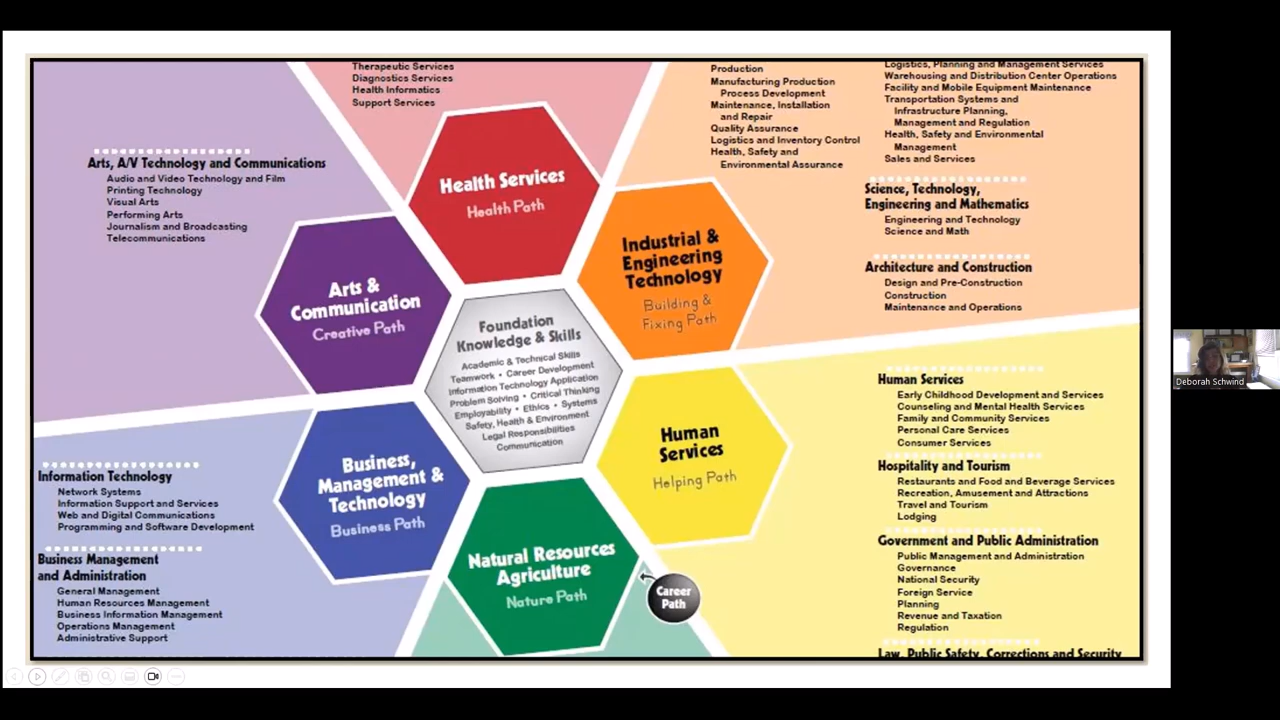 Therapeutic Services
Diagnostics Services
Health Informatics
Support Services
Health Services
Health Path
Production
Manufacturing Production
Process Development
Maintenance, Installation
and Repair
Quality Assurance
Logistics and Inventory Control
Health, Safety and
Environmental Assurance
Logistics, Planning and Management Services
Warehousing and Distribution Center Operations
Facility and Mobile Equipment Maintenance
Transportation Systems and
Infrastructure Planning,
Management and Regulation
Health, Safety and Environmental
Management
Sales and Services
Science, Technology,
Engineering and Mathematics
Engineering and Technology
Science and Math
Architecture and Construction
Design and Pre-Construction
Construction
Maintenance and Operations
Industrial &
Engineering
Technology
Building &
Fixing Path
Arts, A/V Technology and Communications
Audio and Video Technology and Film
Printing Technology
Visual Arts
Performing Arts
Journalism and Broadcasting
Telecommunications
Arts &
Communication
Creative Path
Foundation
Knowledge & Skills
Academic & Technical Skills
Teamwork • Career Development
Information Technology Application
Problem Solving • Critical Thinking
Employability • Ethics • Systems
Safety, Health & Environment
Legal Responsibilities
Communication
Human
Services
Helping Path
Human Services
Early Childhood Development and Services
Counseling and Mental Health Services
Family and Community Services
Personal Care Services
Consumer Services
Hospitality and Tourism
Restaurants and Food and Beverage Services
Recreation, Amusement and Attractions
Travel and Tourism
Lodging
Government and Public Administration
Public Management and Administration
Governance
National Security
Foreign Service
Planning
Revenue and Taxation
Regulation
Law, Public Safety, Corrections and Security
Business,
Management &
Technology
Business Path
Information Technology
Network Systems
Information Support and Services
Web and Digital Communications
Programming and Software Development
Business Management
and Administration
General Management
Human Resources Management
Business Information Management
Operations Management
Administrative Support
Natural Resources
Agriculture
Nature Path
Career
Path
Deborah Schwind